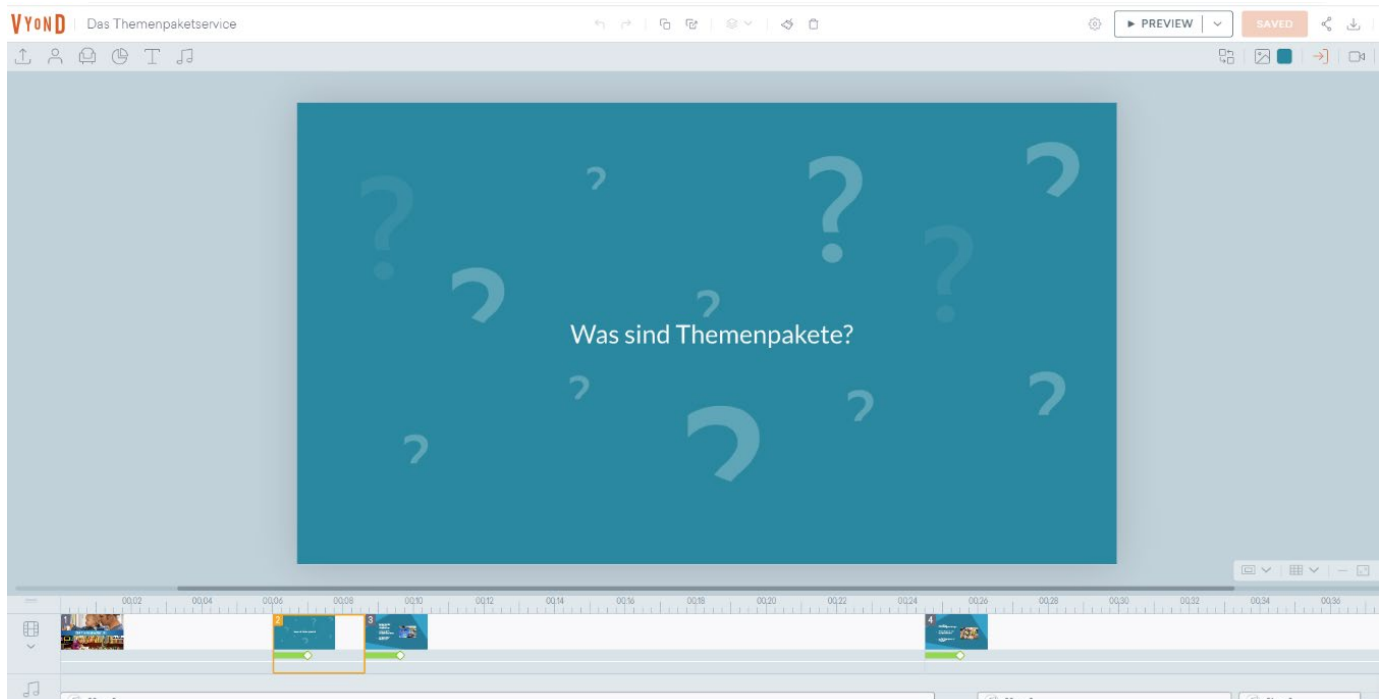 VYOND Das Themenpaketservice
PREVIEW
SAVED
? ? ? ?
? ?
? ?
Was sind Themenpakete?
? ? ?
? ?
00:02 00:04 00:06 00:08 00:10 00:12 00:14 00:16 00:18 00:20 00:22 00:24 00:26 00:28 00:30 00:32 00:34 00:36
1 2 3 4